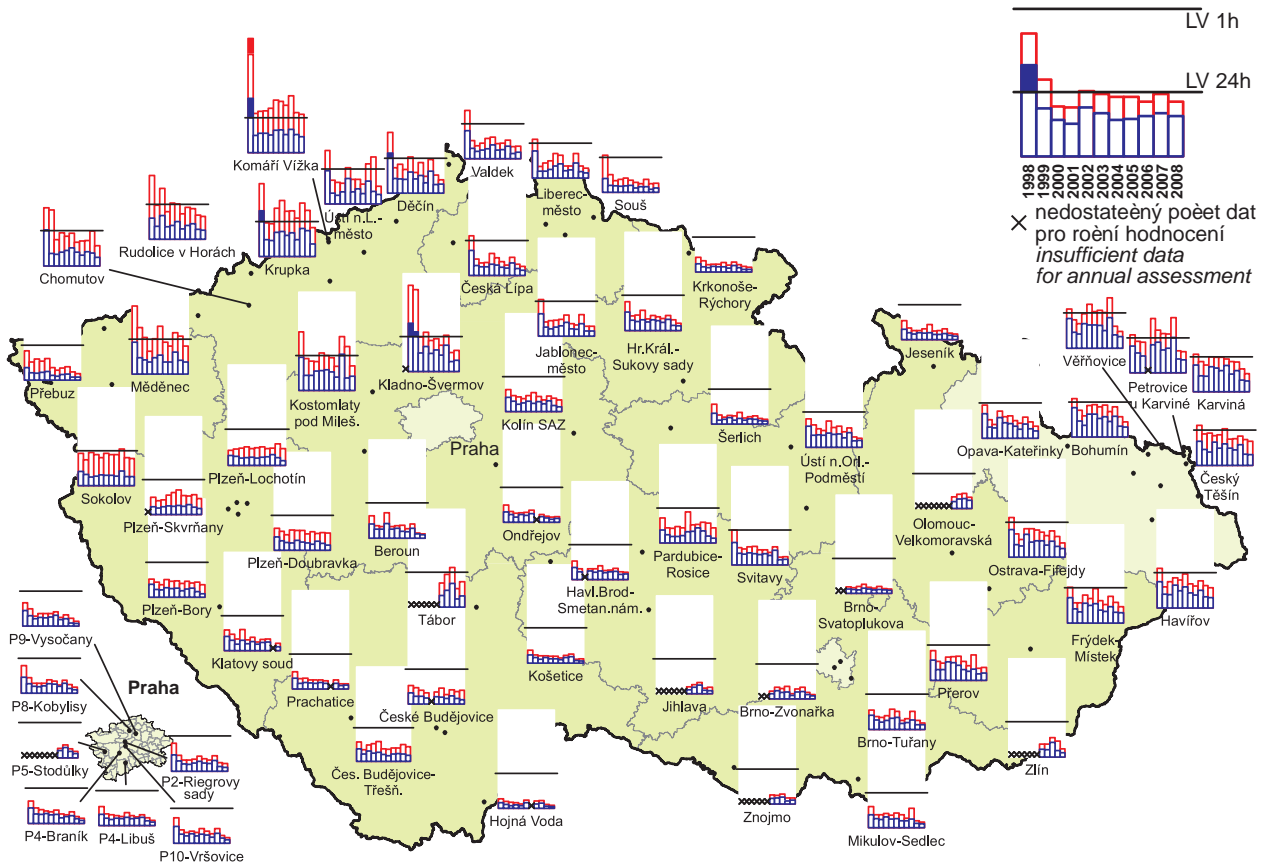 LV 1h
LV 24h
1998
1999
2000
2001
2002
2003
2004
2005
2006
2007
2008
× nedostateèný poèet dat
pro roèní hodnocení
insufficient data
for annual assessment
Komáří Vížka
Ústí n.L.-
město
Děčín
Valdek
Liberec-
město
Souš
Rudolice v Horách
Krupka
Chomutov
Česká Lípa
Krkonoše-
Rýchory
Přebuz
Měděnec
Kostomlaty
pod Mileš.
Kladno-Švermov
Jablonec-
město
Hr.Král.-
Sukovy sady
Jeseník
Věřňovice
Petrovice
u Karviné
Karviná
Kolín SAZ
Praha
Šerlich
Ústí n.Orl.-
Podměstí
Opava-Kateřinky
Bohumín
Český
Těšín
Sokolov
Plzeň-Lochotín
Plzeň-Skvrňany
Plzeň-Doubravka
Beroun
Ondřejov
Pardubice-
Rosice
Svitavy
Olomouc-
Velkomoravská
Ostrava-Fifejdy
Plzeň-Bory
Tábor
Havl.Brod-
Smetan.nám.
Brno-
Svatoplukova
Frýdek-
Místek
Havířov
P9-Vysočany
Klatovy soud
Košetice
P8-Kobylisy
Praha
Prachatice
České Budějovice
Jihlava
Brno-Zvonařka
Přerov
Brno-Tuřany
Zlín
P5-Stodůlky
P2-Riegrovy
sady
Čes. Budějovice-
Třešň.
Hojná Voda
Znojmo
Mikulov-Sedlec
P4-Braník
P4-Libuš
P10-Vršovice